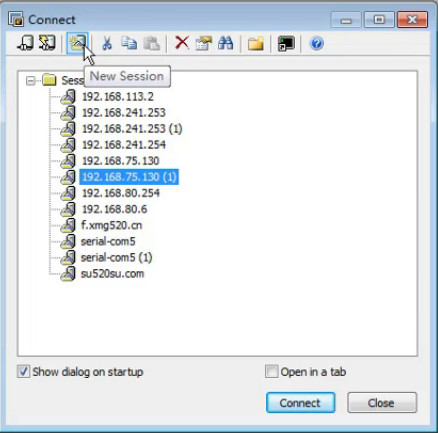 Connect
New Session
Sess
192.168.113.2
192.168.241.253
192.168.241.253 (1)
192.168.241.254
192.168.75.130
192.168.75.130 (1)
192.168.80.254
192.168.80.6
f.xmg520.cn
serial-com5
serial-com5 (1)
su520su.com
Show dialog on startup
Open in a tab
Connect
Close